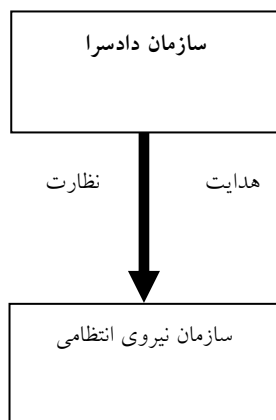 سازمان دادسرا
هدایت
نظارت
سازمان نیروی انتظامی